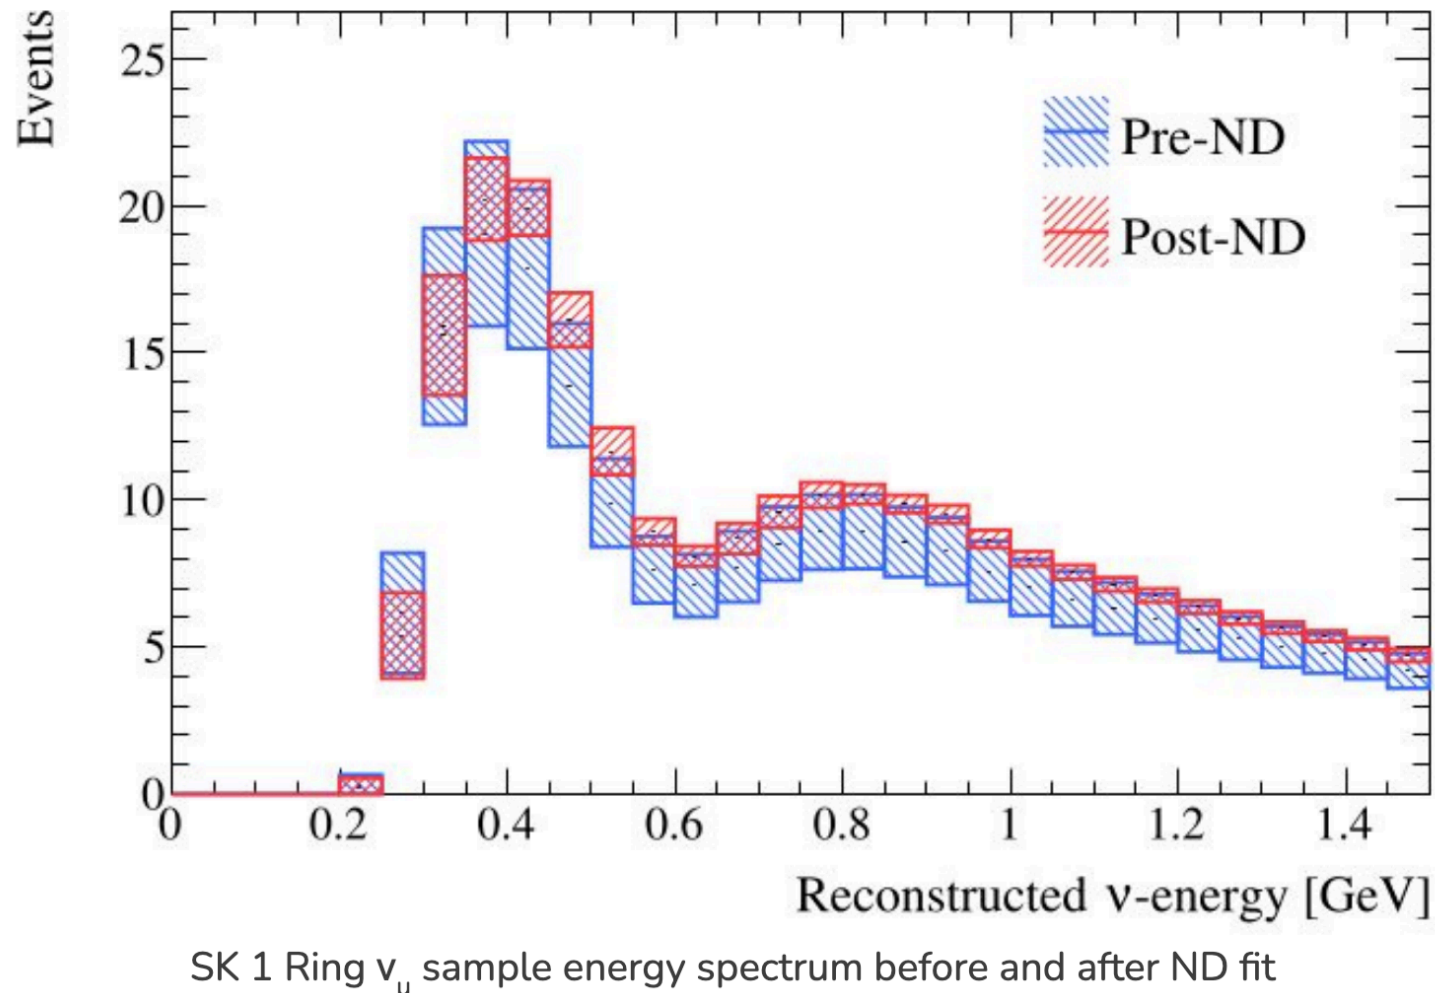 Events
25
20
15
10
5
0
Pre-ND
Post-ND
0 0.2 0.4 0.6 0.8 1 1.2 1.4
Reconstructed ν-energy [GeV]
SK 1 Ring ν_μ sample energy spectrum before and after ND fit